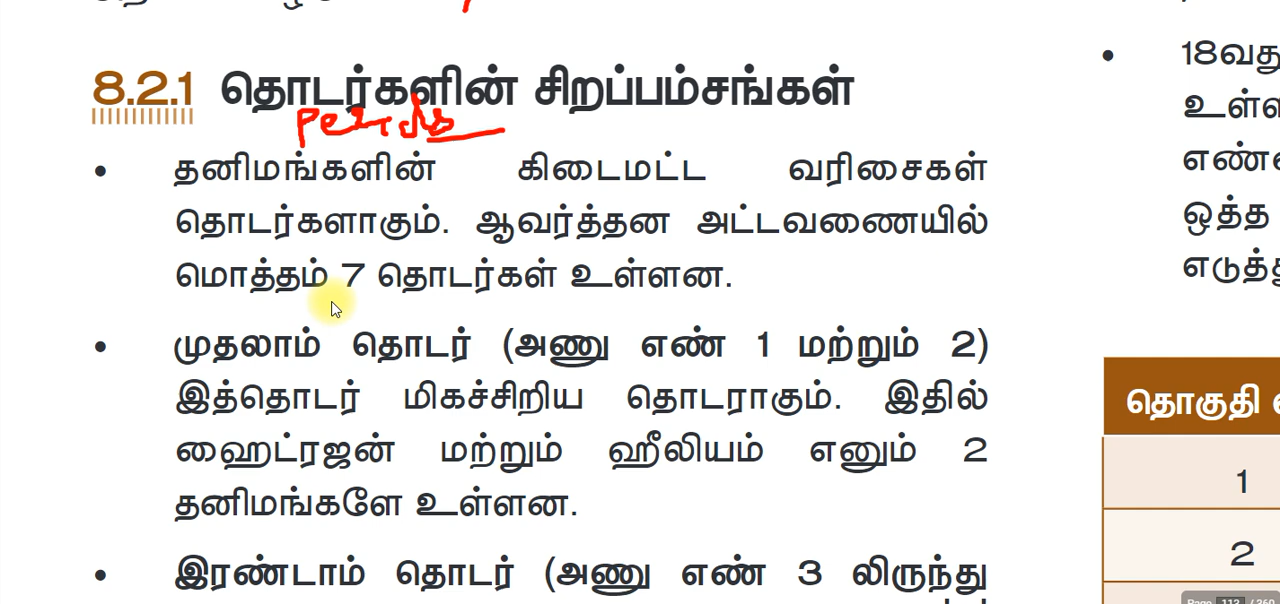 8.2.1 தொடர்களின் சிறப்பம்சங்கள்
periods
• தனிமங்களின் கிடைமட்ட வரிசைகள்
தொடர்களாகும். ஆவர்த்தன அட்டவணையில்
மொத்தம் 7 தொடர்கள் உள்ளன.
• முதலாம் தொடர் (அணு எண் 1 மற்றும் 2)
இத்தொடர் மிகச்சிறிய தொடராகும். இதில்
ஹைட்ரஜன் மற்றும் ஹீலியம் எனும் 2
தனிமங்களே உள்ளன.
• இரண்டாம் தொடர் (அணு எண் 3 லிருந்து
• 18வது
ஒத்த
தொகுதி
1
2
Page 112 / 260